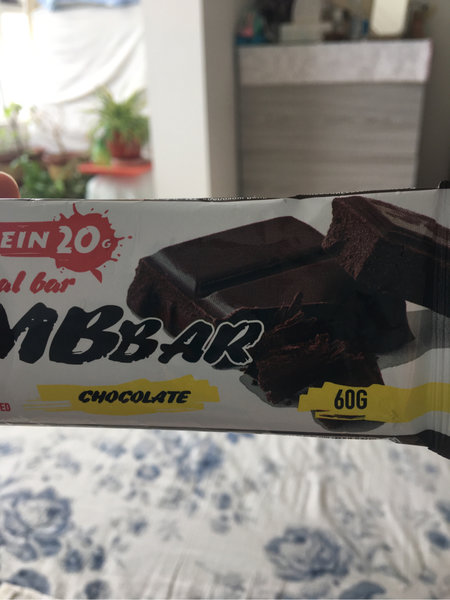 EIN 20G
al bar
MBBAR
CHOCOLATE
60G
ED